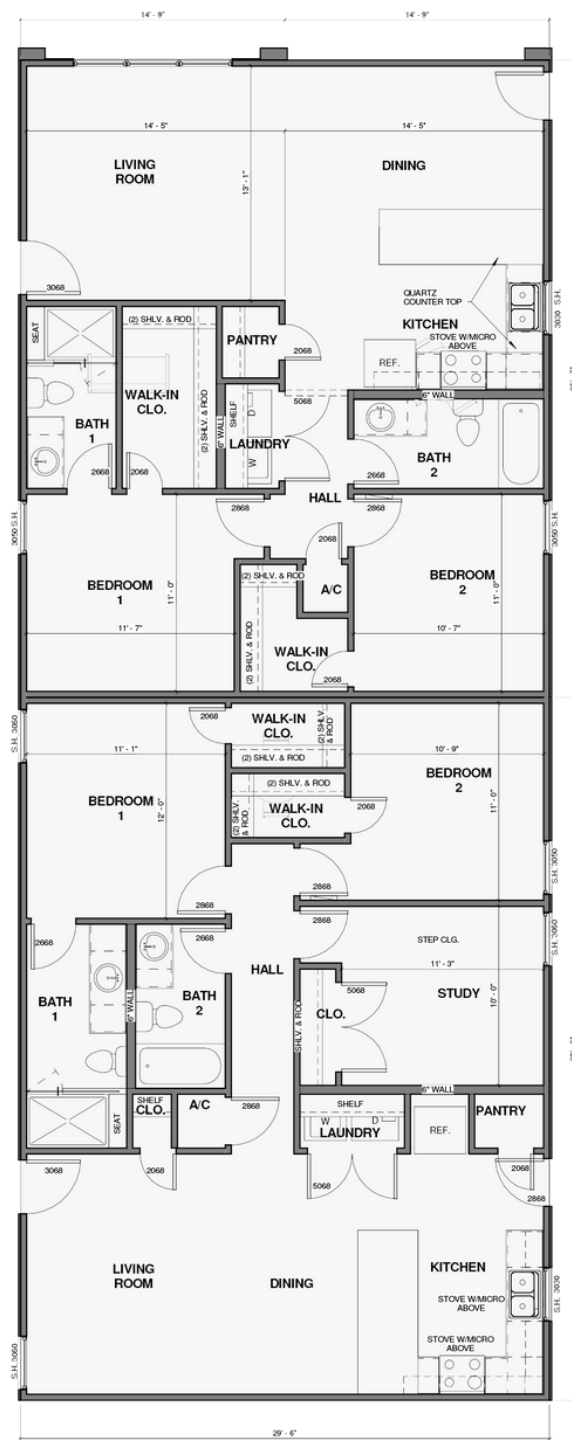 14' - 9"
14' - 9"
14' - 5"
14' - 5"
LIVING
ROOM
13' - 1"
DINING
3068
QUARTZ
COUNTER TOP
3030 S.H.
KITCHEN
STOVE W/MICRO
ABOVE
REF.
SEAT
(2) SHLV. & ROD
PANTRY
2068
6" WALL
WALK-IN
CLO.
(2) SHLV. & ROD
6" WALL
SHELF
D
W
5068
LAUNDRY
BATH
1
2668
2068
BATH
2
2668
HALL
2868
2868
2068
3050 S.H.
3050 S.H.
BEDROOM
1
11' - 0"
11' - 7"
(2) SHLV. & ROD
A/C
(2) SHLV. & ROD
WALK-IN
CLO.
2068
BEDROOM
2
11' - 0"
10' - 7"
S.H. 3060
2068
WALK-IN
CLO.
(2) SHLV.
& ROD
(2) SHLV. & ROD
11' - 1"
10' - 9"
BEDROOM
1
12' - 0"
(2) SHLV. & ROD
(2) SHLV.
& ROD
WALK-IN
CLO.
2068
BEDROOM
2
11' - 0"
S.H. 3050
2868
2868
2868
S.H. 3060
STEP CLG.
11' - 3"
10' - 0"
STUDY
2668
2668
HALL
BATH
1
6" WALL
BATH
2
SHLV. & ROD
CLO.
5068
6" WALL
SEAT
SHELF
CLO.
A/C
2868
SHELF
W
D
LAUNDRY
REF.
PANTRY
3068
2068
5068
2068
2868
LIVING
ROOM
DINING
KITCHEN
STOVE W/MICRO
ABOVE
S.H. 3030
STOVE W/MICRO
ABOVE
S.H. 3060
29' - 6"